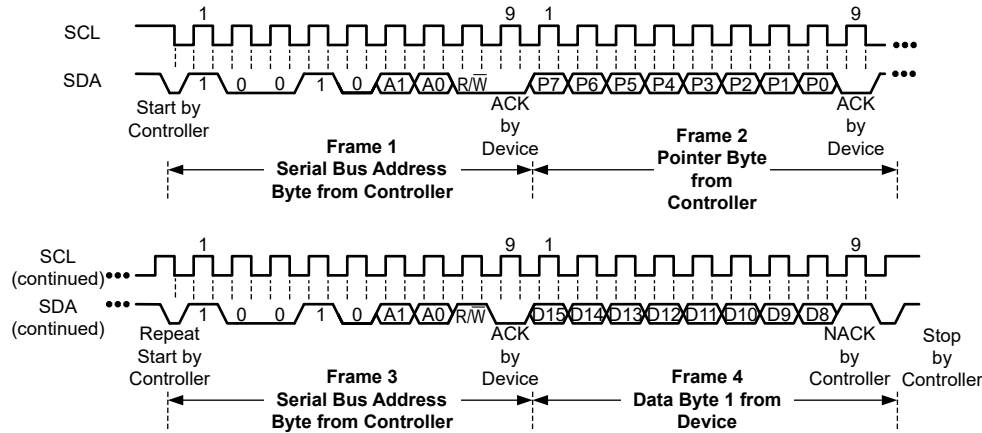 1 9 1 9
SCL
SDA 1 0 0 1 0 A1 A0 R/W̅ P7 P6 P5 P4 P3 P2 P1 P0
Start by
Controller
ACK
by
Device
ACK
by
Device
Frame 1
Serial Bus Address
Byte from Controller
Frame 2
Pointer Byte
from
Controller
1 9 1 9
SCL
(continued)
SDA
(continued)
1 0 0 1 0 A1 A0 R/W̅ D15 D14 D13 D12 D11 D10 D9 D8
Repeat
Start by
Controller
ACK
by
Device
NACK
by
Controller
Stop
by
Controller
Frame 3
Serial Bus Address
Byte from Controller
Frame 4
Data Byte 1 from
Device